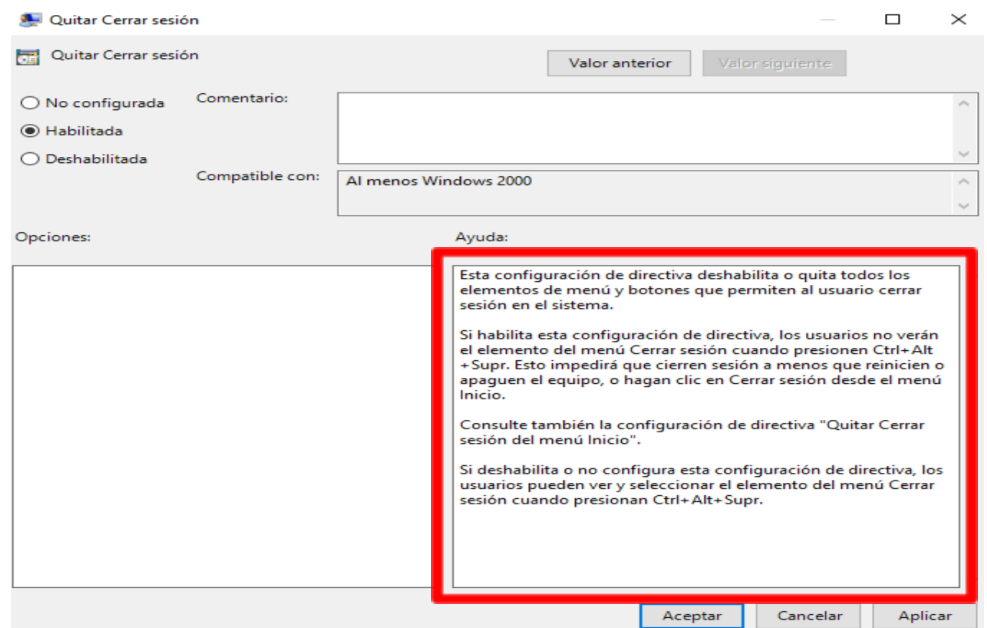 Quitar Cerrar sesión
Quitar Cerrar sesión
Valor anterior
Valor siguiente
No configurada
Habilitada
Deshabilitada
Comentario:
Compatible con:
Al menos Windows 2000
Opciones:
Ayuda:
Esta configuración de directiva deshabilita o quita todos los
elementos de menú y botones que permiten al usuario cerrar
sesión en el sistema.
Si habilita esta configuración de directiva, los usuarios no verán
el elemento del menú Cerrar sesión cuando presionen Ctrl+Alt
+Supr. Esto impedirá que cierren sesión a menos que reinicien o
apaguen el equipo, o hagan clic en Cerrar sesión desde el menú
Inicio.
Consulte también la configuración de directiva "Quitar Cerrar
sesión del menú Inicio".
Si deshabilita o no configura esta configuración de directiva, los
usuarios pueden ver y seleccionar el elemento del menú Cerrar
sesión cuando presionan Ctrl+Alt+Supr.
Aceptar
Cancelar
Aplicar